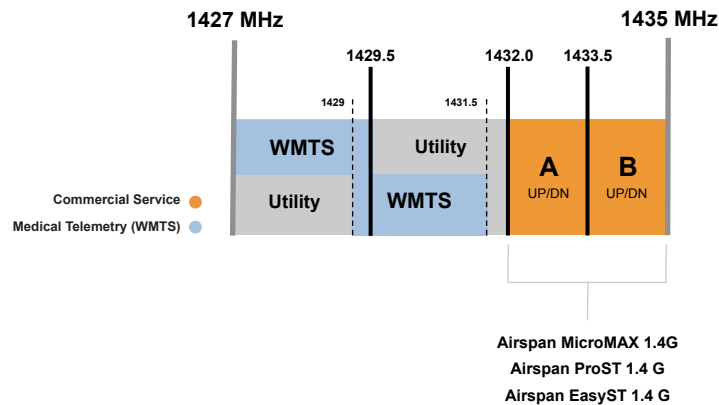 1427 MHz
1435 MHz
1429.5
1432.0
1433.5
1429
1431.5
WMTS
Utility
A
B
UP/DN
UP/DN
Utility
WMTS
Commercial Service
Medical Telemetry (WMTS)
Airspan MicroMAX 1.4G
Airspan ProST 1.4 G
Airspan EasyST 1.4 G